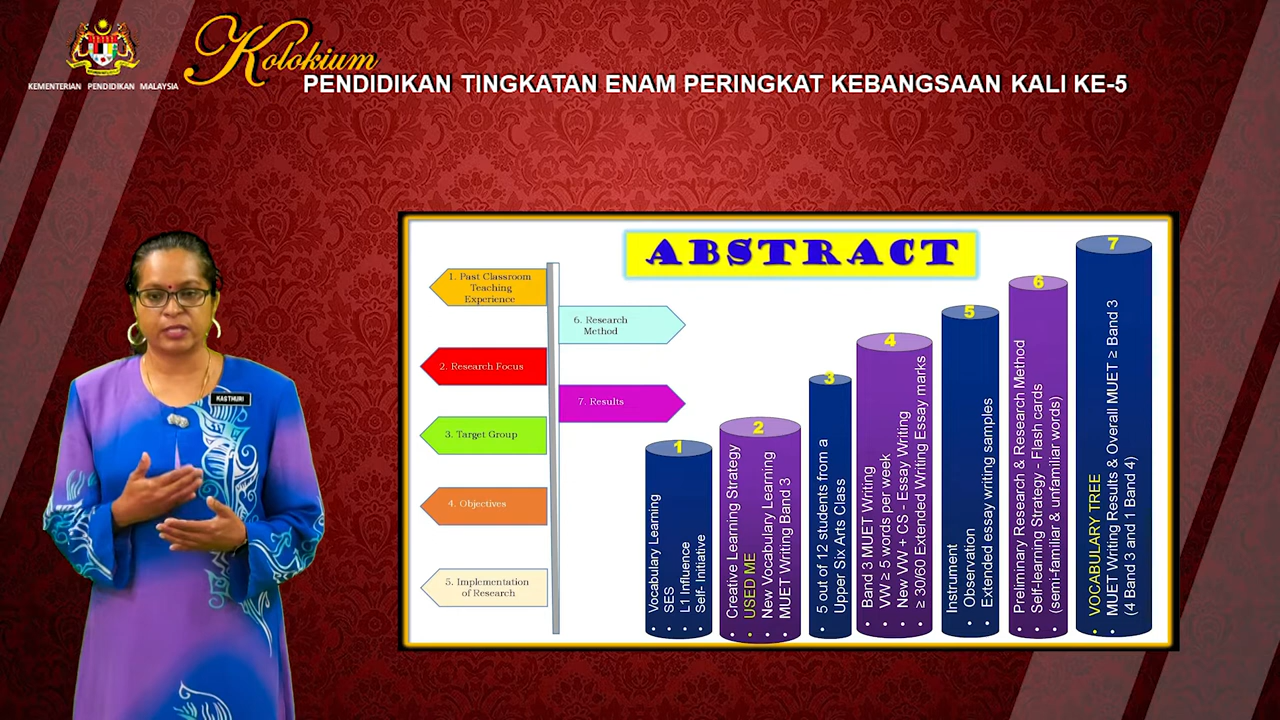 KEMENTERIAN PENDIDIKAN MALAYSIA
Kolokium
PENDIDIKAN TINGKATAN ENAM PERINGKAT KEBANGSAAN KALI KE-5
KASTHURI
ABSTRACT
1. Past Classroom
Teaching
Experience
2. Research Focus
3. Target Group
4. Objectives
5. Implementation
of Research
6. Research
Method
7. Results
1
• Vocabulary Learning
• SES
• L1 Influence
• Self- Initiative
2
• Creative Learning Strategy
• USED ME
• New Vocabulary Learning
• MUET Writing Band 3
3
• 5 out of 12 students from a
Upper Six Arts Class
4
• Band 3 MUET Writing
• VW ≥ 5 words per week
• New VW + CS - Essay Writing
• ≥ 30/60 Extended Writing Essay marks
5
Instrument
• Observation
• Extended essay writing samples
6
• Preliminary Research & Research Method
• Self-learning Strategy - Flash cards
• (semi-familiar & unfamiliar words)
7
• VOCABULARY TREE
• MUET Writing Results & Overall MUET ≥ Band 3
(4 Band 3 and 1 Band 4)